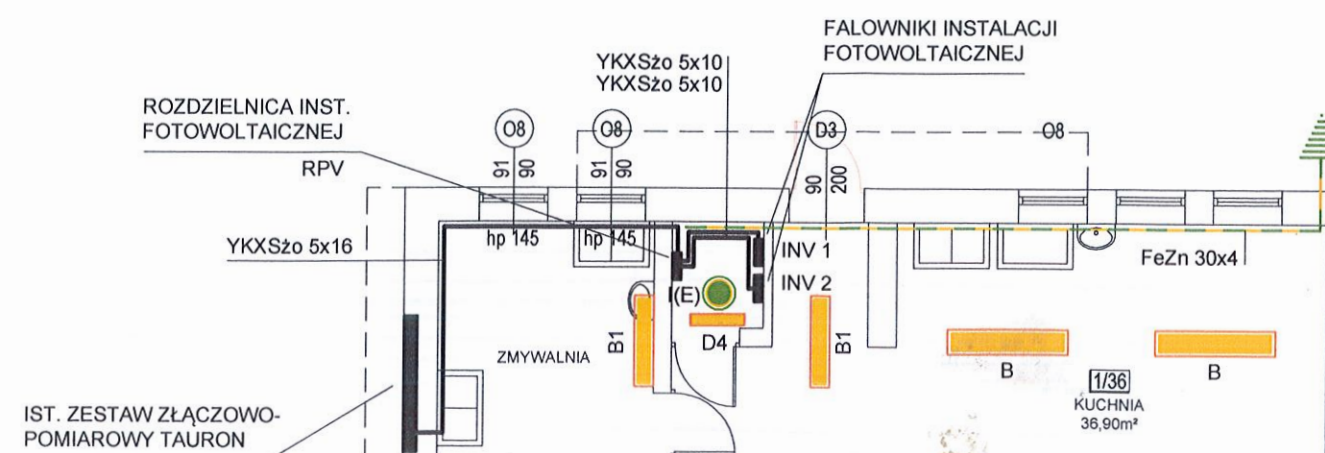 FALOWNIKI INSTALACJI
FOTOWOLTAICZNEJ
YKXSżo 5x10
YKXSżo 5x10
ROZDZIELNICA INST.
FOTOWOLTAICZNEJ
RPV
O8
O8
D3
O8
91
90
91
90
90
200
hp 145
hp 145
YKXSżo 5x16
INV 1
INV 2
FeZn 30x4
(E)
B1
D4
B1
ZMYWALNIA
B
B
1/36
KUCHNIA
36,90m²
IST. ZESTAW ZŁĄCZOWO-
POMIAROWY TAURON